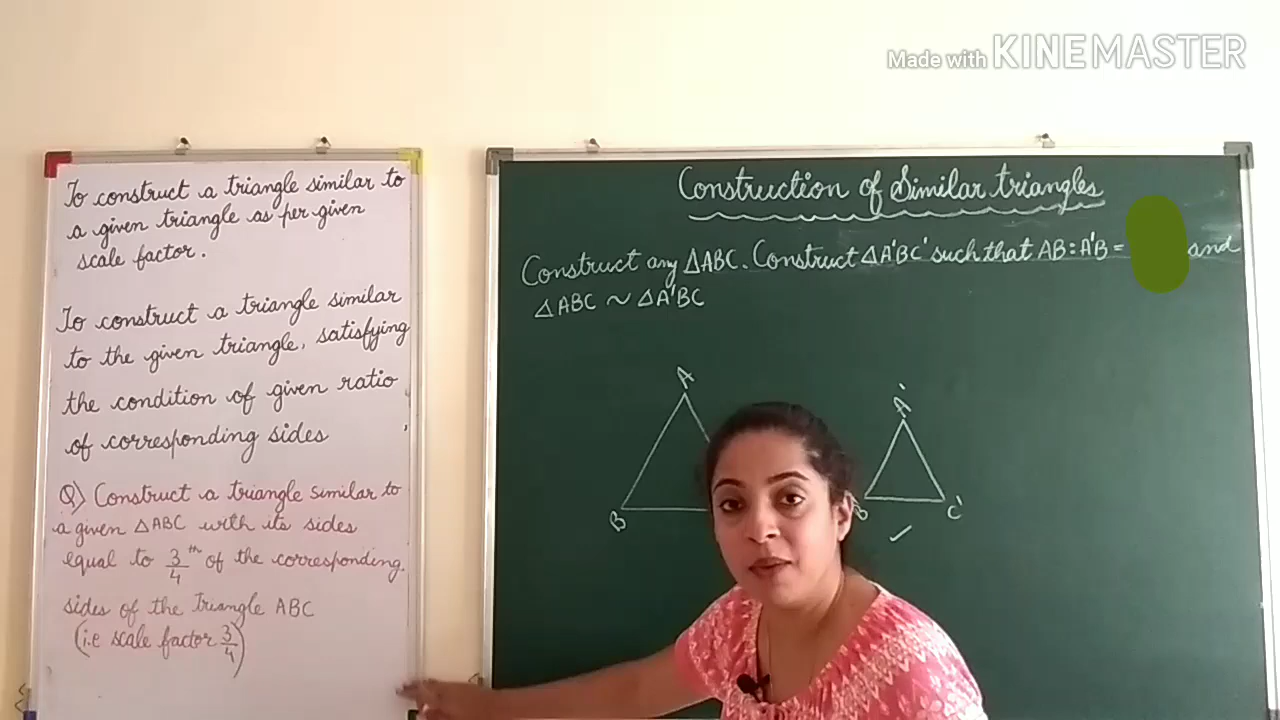 Made with KINEMASTER
To construct a triangle similar to
a given triangle as per given
scale factor.
To construct a triangle similar
to the given triangle, satisfying
the condition of given ratio
of corresponding sides
Q) Construct a triangle similar to
a given △ABC with its sides
equal to 3/4 th of the corresponding
sides of the triangle ABC
(i.e scale factor 3/4)
Construction of Similar triangles
Construct any △ABC. Construct △A'BC' such that AB:A'B = and
△ABC ~ △A'BC
A
B
A'
B
C'